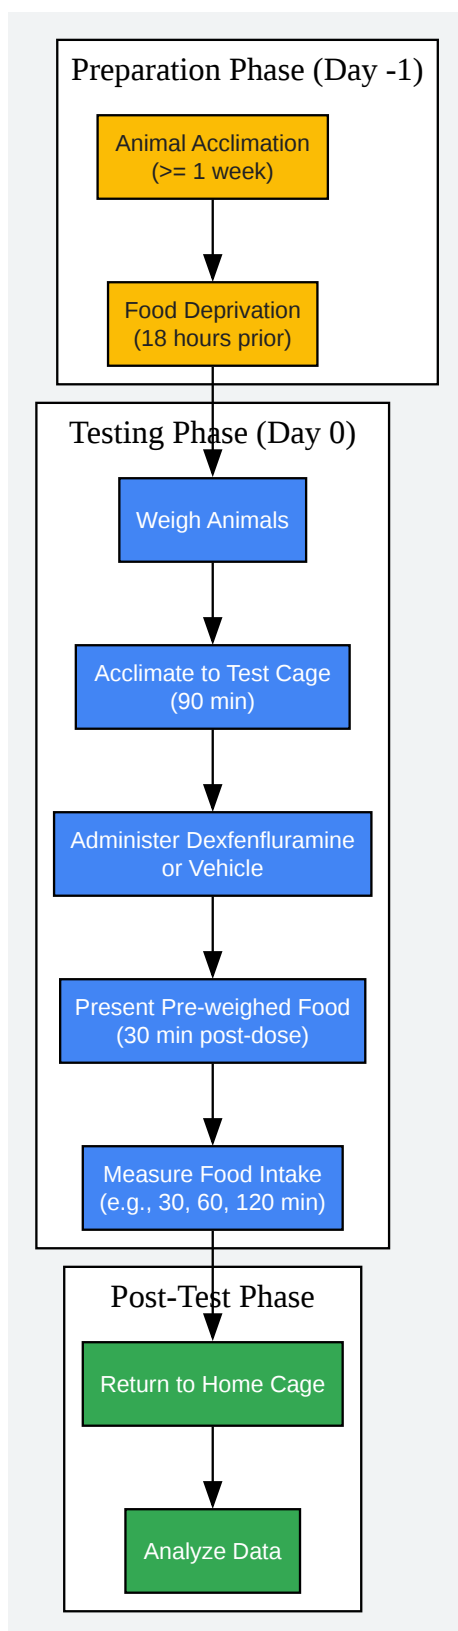 Preparation Phase (Day -1)
Animal Acclimation
(>= 1 week)
Food Deprivation
(18 hours prior)
Testing Phase (Day 0)
Weigh Animals
Acclimate to Test Cage
(90 min)
Administer Dexfenfluramine
or Vehicle
Present Pre-weighed Food
(30 min post-dose)
Measure Food Intake
(e.g., 30, 60, 120 min)
Post-Test Phase
Return to Home Cage
Analyze Data